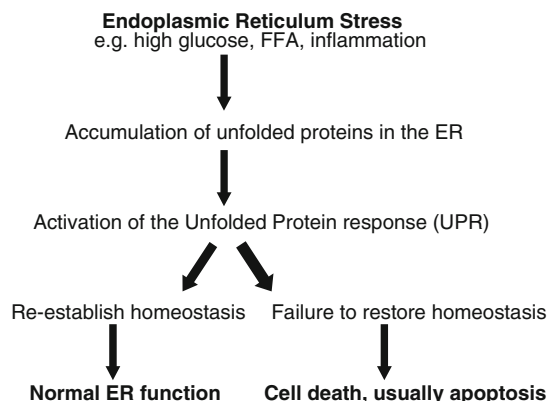 Endoplasmic Reticulum Stress
e.g. high glucose, FFA, inflammation
Accumulation of unfolded proteins in the ER
Activation of the Unfolded Protein response (UPR)
Re-establish homeostasis
Failure to restore homeostasis
Normal ER function
Cell death, usually apoptosis